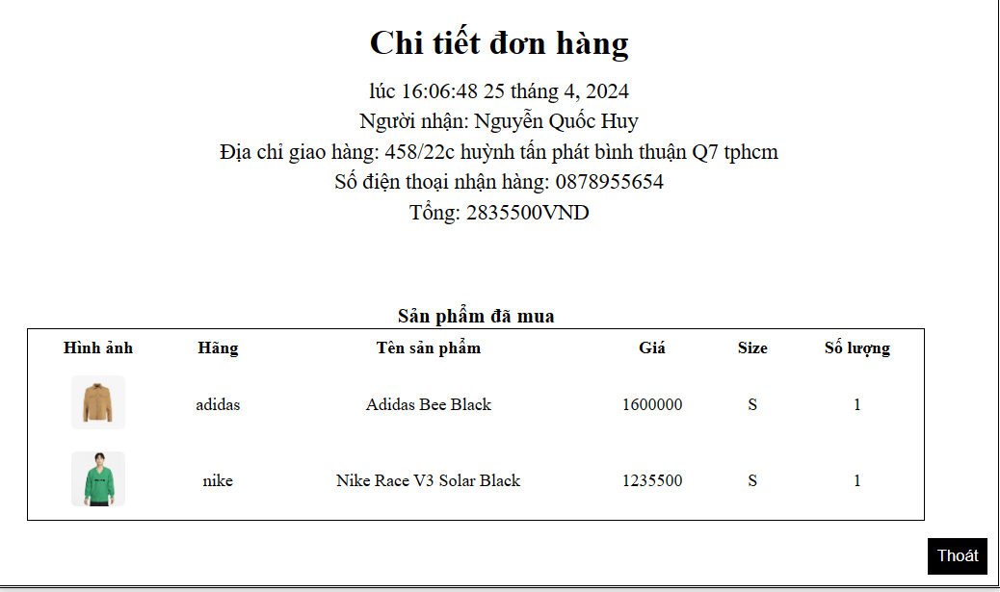 Chi tiết đơn hàng
lúc 16:06:48 25 tháng 4, 2024
Người nhận: Nguyễn Quốc Huy
Địa chỉ giao hàng: 458/22c huỳnh tấn phát bình thuận Q7 tphcm
Số điện thoại nhận hàng: 0878955654
Tổng: 2835500VND
Sản phẩm đã mua
Hình ảnh Hãng Tên sản phẩm Giá Size Số lượng
adidas Adidas Bee Black 1600000 S 1
nike Nike Race V3 Solar Black 1235500 S 1
Thoát